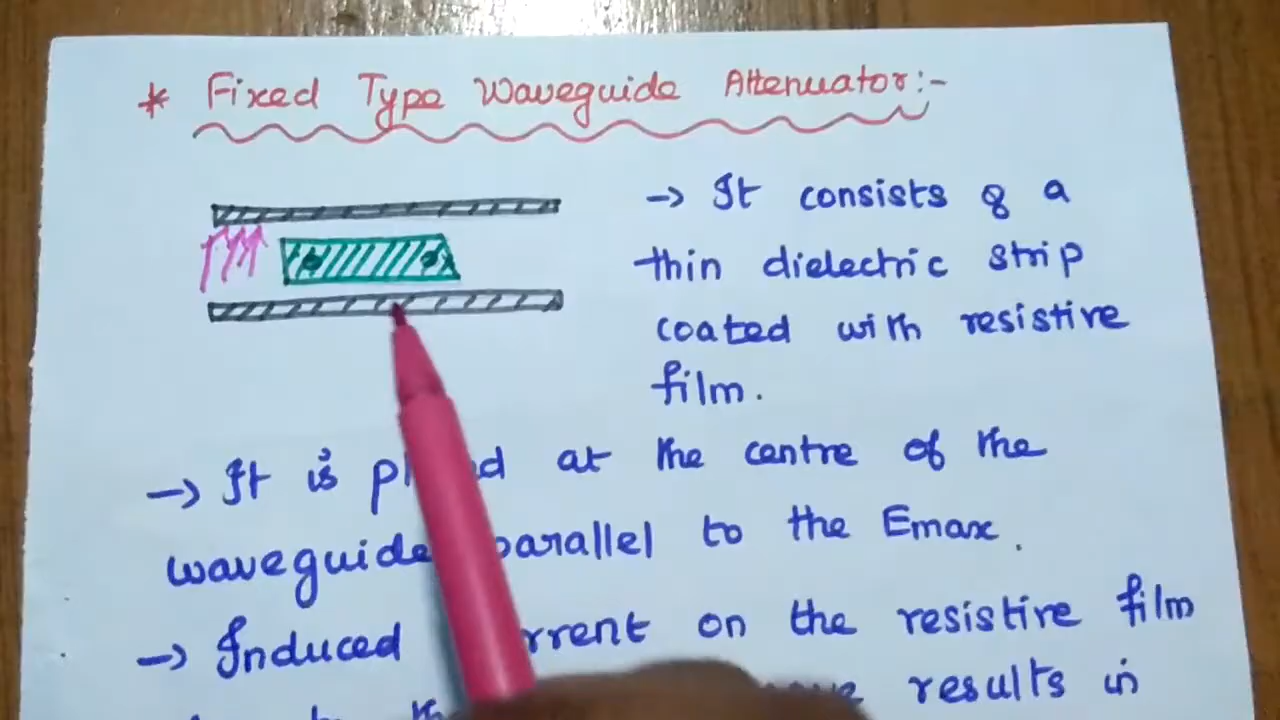 * Fixed Type Waveguide Attenuator:-
→ It consists of a
thin dielectric strip
coated with resistive
film.
→ It is at the centre of the
waveguide parallel to the Emax.
→ Induced on the resistive film
results in